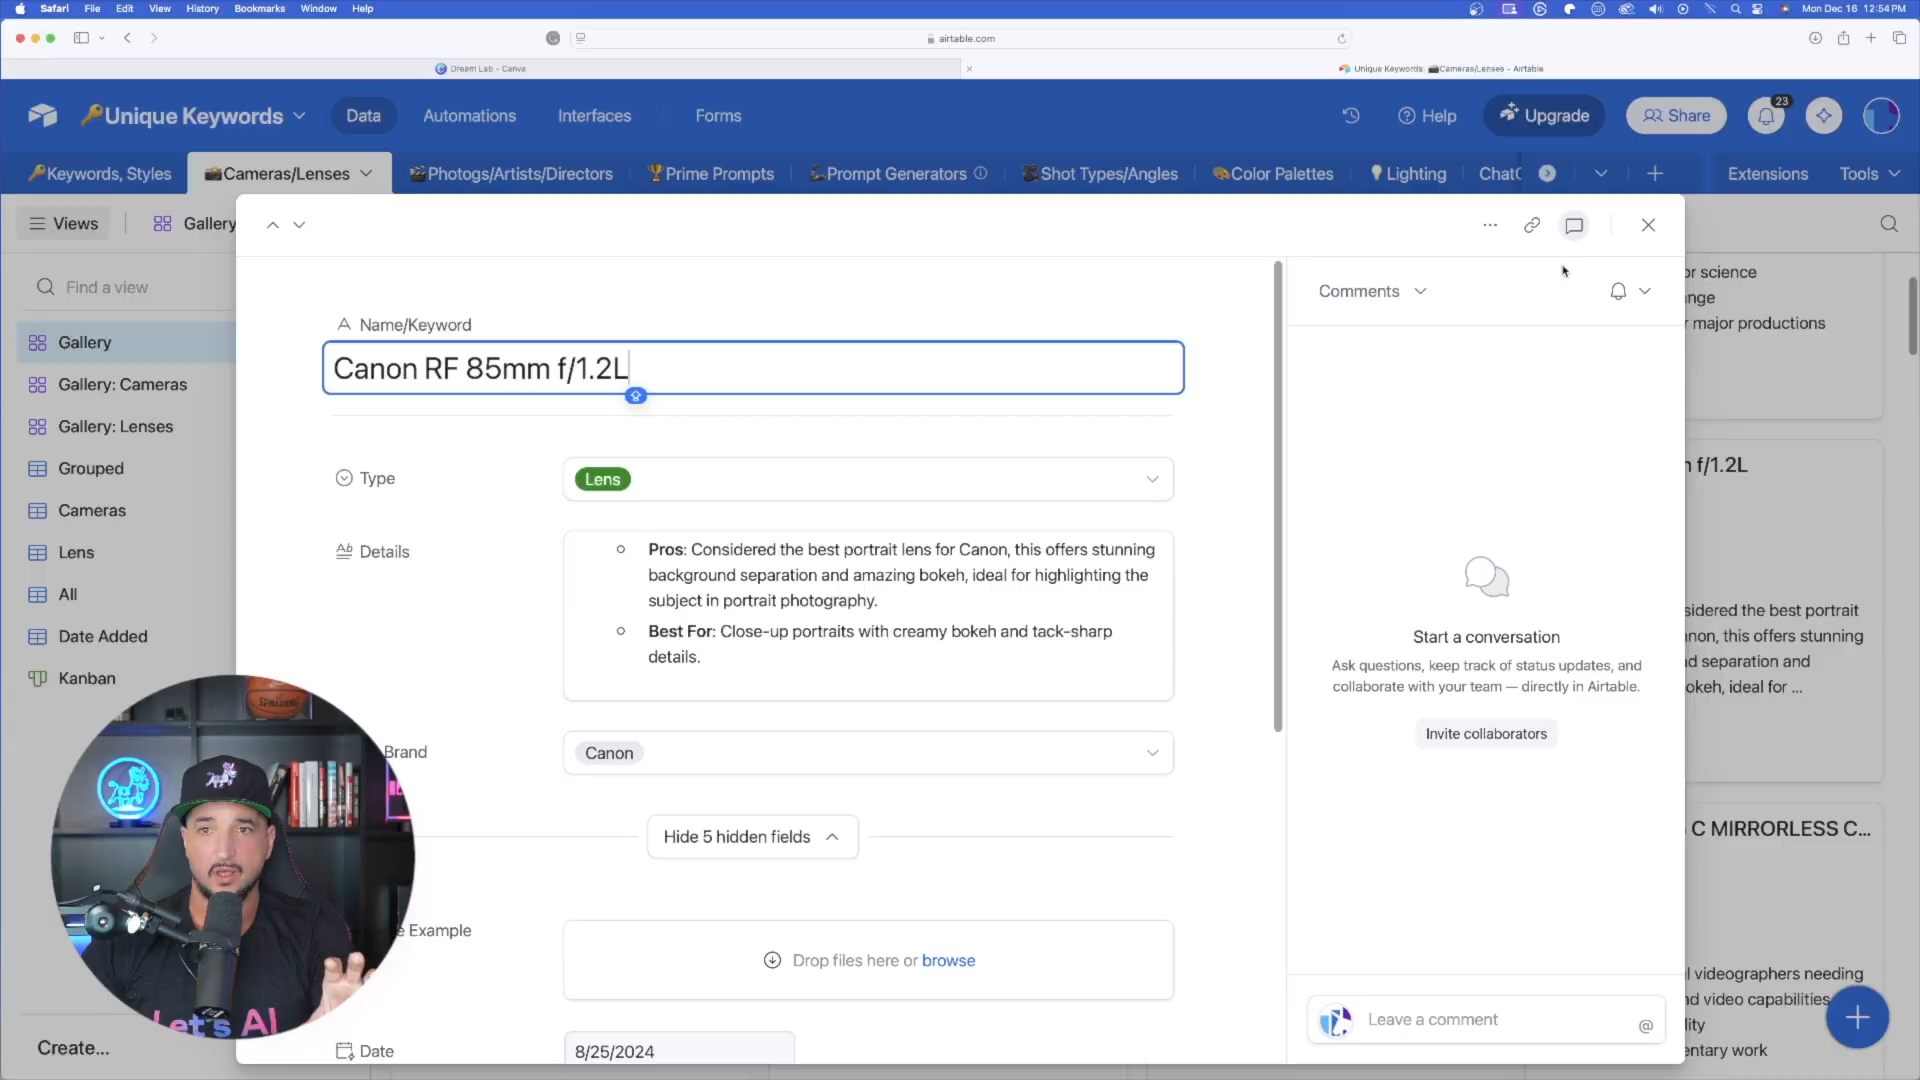 Safari File Edit View History Bookmarks Window Help
Mon Dec 16 12:54 PM
airtable.com
Dream Lab - Canva
Unique Keywords: Cameras/Lenses - Airtable
Unique Keywords
Data
Automations
Interfaces
Forms
Help
Upgrade
Share
23
Keywords, Styles
Cameras/Lenses
Photogs/Artists/Directors
Prime Prompts
Prompt Generators
Shot Types/Angles
Color Palettes
Lighting
Chat
Extensions
Tools
Views
Gallery
Find a view
Gallery
Gallery: Cameras
Gallery: Lenses
Grouped
Cameras
Lens
All
Date Added
Kanban
Create...
Name/Keyword
Canon RF 85mm f/1.2L
Type
Lens
Details
Pros: Considered the best portrait lens for Canon, this offers stunning
background separation and amazing bokeh, ideal for highlighting the
subject in portrait photography.
Best For: Close-up portraits with creamy bokeh and tack-sharp
details.
Brand
Canon
Hide 5 hidden fields
e Example
Drop files here or browse
Date
8/25/2024
Comments
Start a conversation
Ask questions, keep track of status updates, and
collaborate with your team — directly in Airtable.
Invite collaborators
Leave a comment
@
or science
nge
r major productions
f/1.2L
sidered the best portrait
non, this offers stunning
d separation and
okeh, ideal for ...
C MIRRORLESS C...
l videographers needing
nd video capabilities
lity
entary work
SPALDING
Let's AI